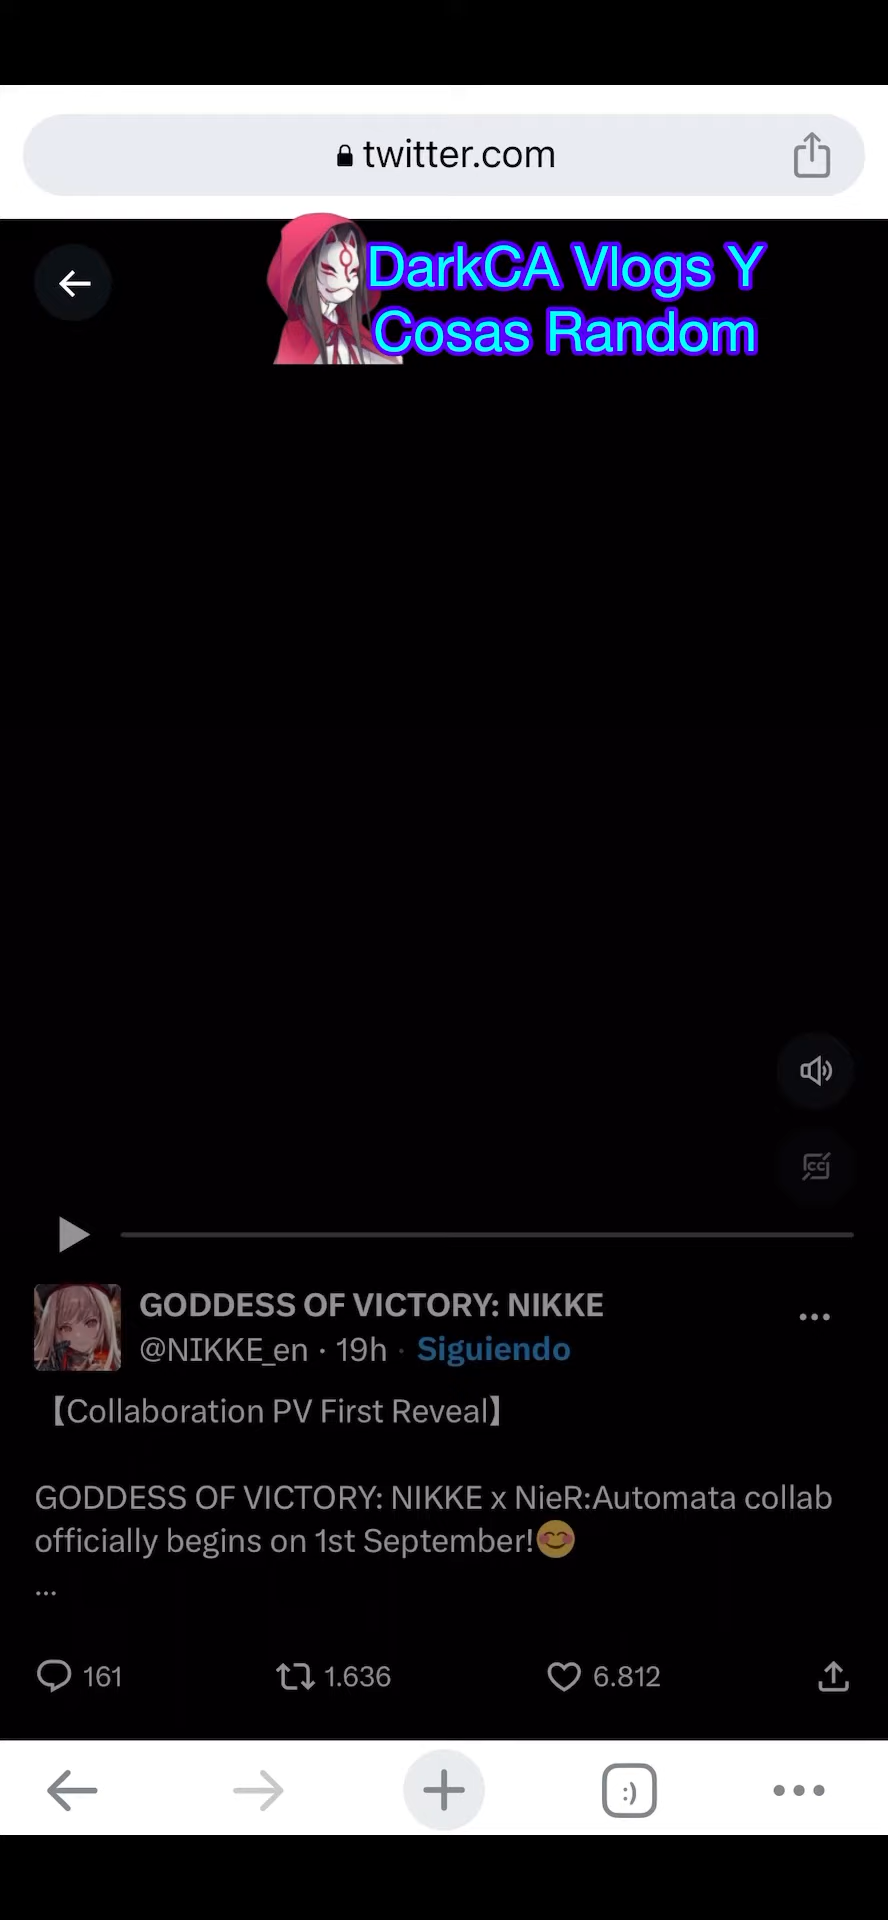 twitter.com
DarkCA Vlogs Y
Cosas Random
CC
GODDESS OF VICTORY: NIKKE
@NIKKE_en · 19h · Siguiendo
【Collaboration PV First Reveal】
GODDESS OF VICTORY: NIKKE x NieR:Automata collab
officially begins on 1st September!😊
...
161 1.636 6.812
:)